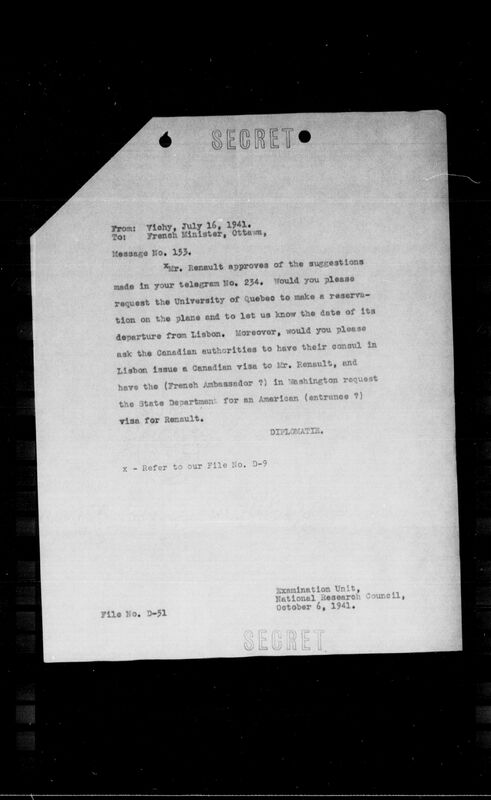 SECRET
From: Vichy, July 16, 1941.
To: French Minister, Ottawa,
Message No. 153.
xMr. Renault approves of the suggestions
made in your telegram No. 234. Would you please
request the University of Quebec to make a reserva-
tion on the plane and to let us know the date of its
departure from Lisbon. Moreover, would you please
ask the Canadian authorities to have their consul in
Lisbon issue a Canadian visa to Mr. Renault, and
have the (French Ambassador ?) in Washington request
the State Department for an American (entrance ?)
visa for Renault.
DIPLOMATIE.
x - Refer to our File No. D-9
Examination Unit,
National Research Council,
October 6, 1941.
File No. D-51
SECRET